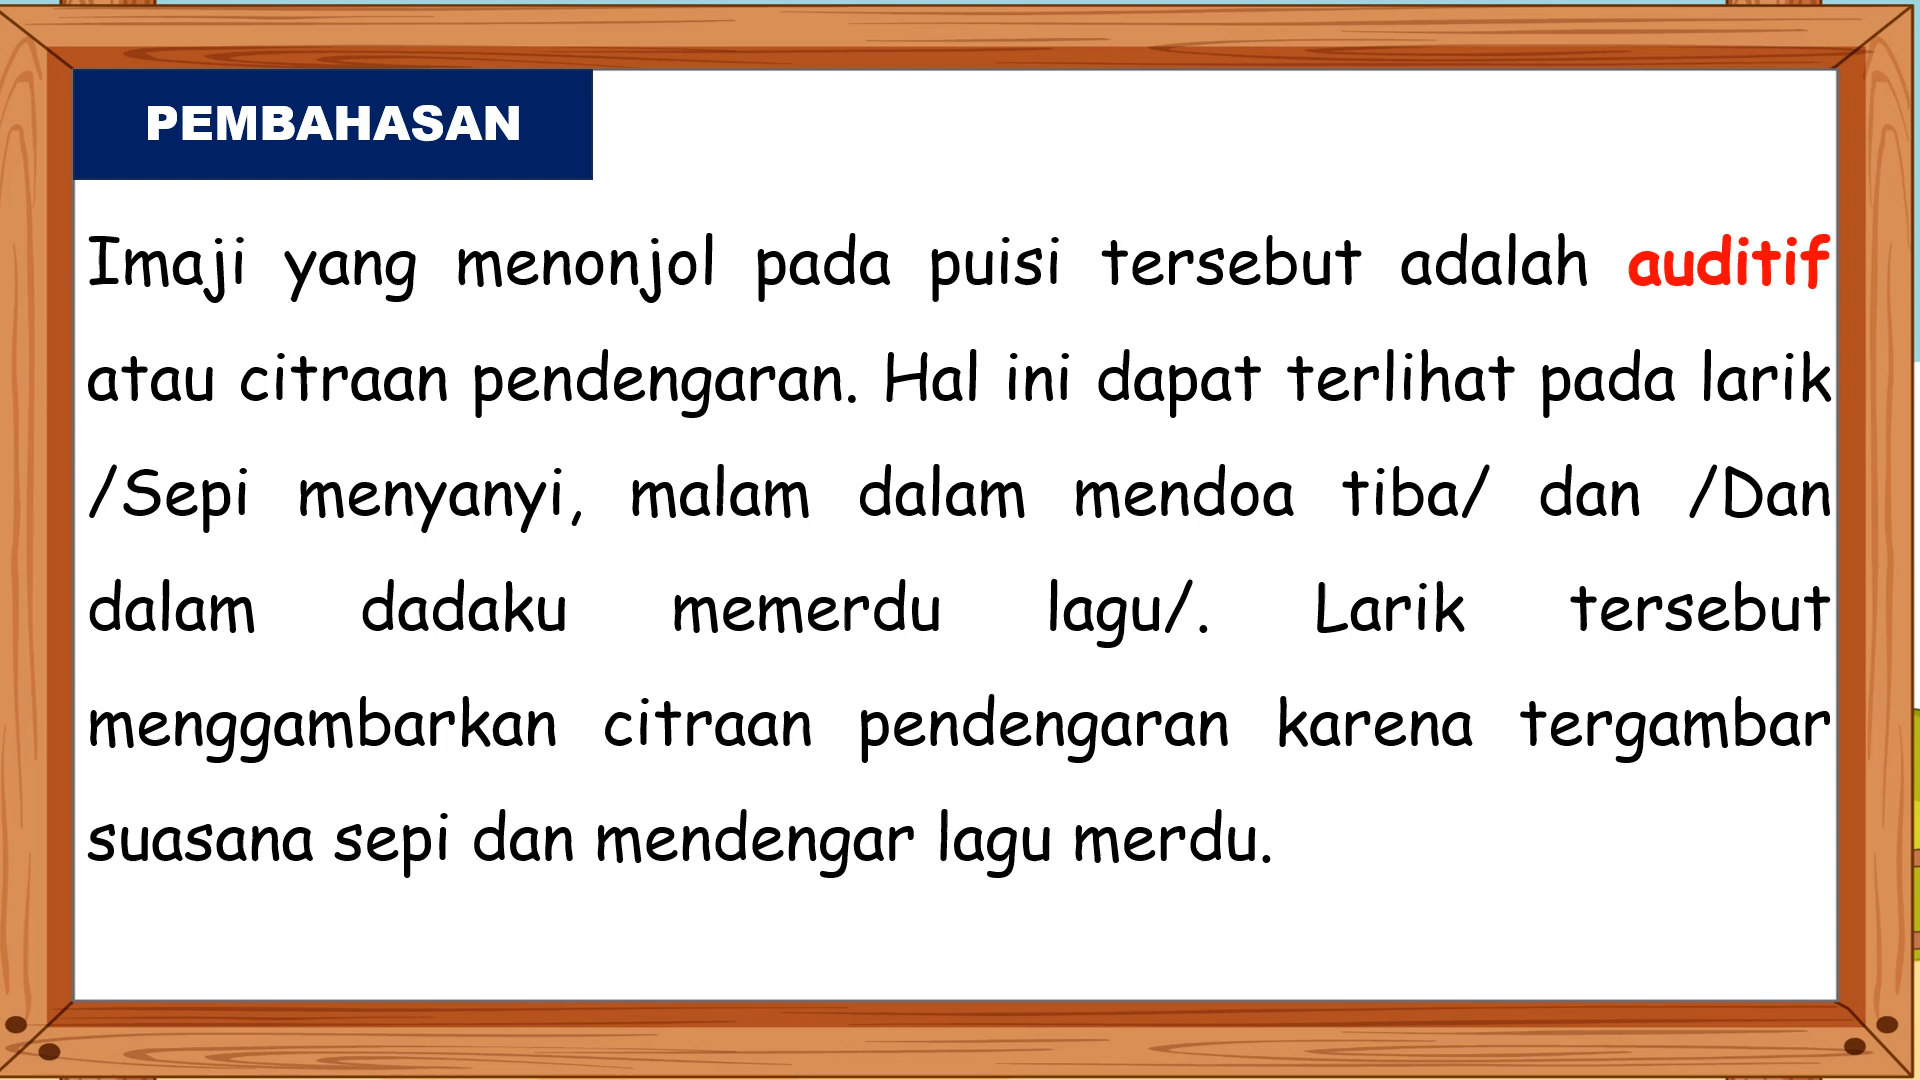 PEMBAHASAN
Imaji yang menonjol pada puisi tersebut adalah auditif
atau citraan pendengaran. Hal ini dapat terlihat pada larik
/Sepi menyanyi, malam dalam mendoa tiba/ dan /Dan
dalam dadaku memerdu lagu/. Larik tersebut
menggambarkan citraan pendengaran karena tergambar
suasana sepi dan mendengar lagu merdu.